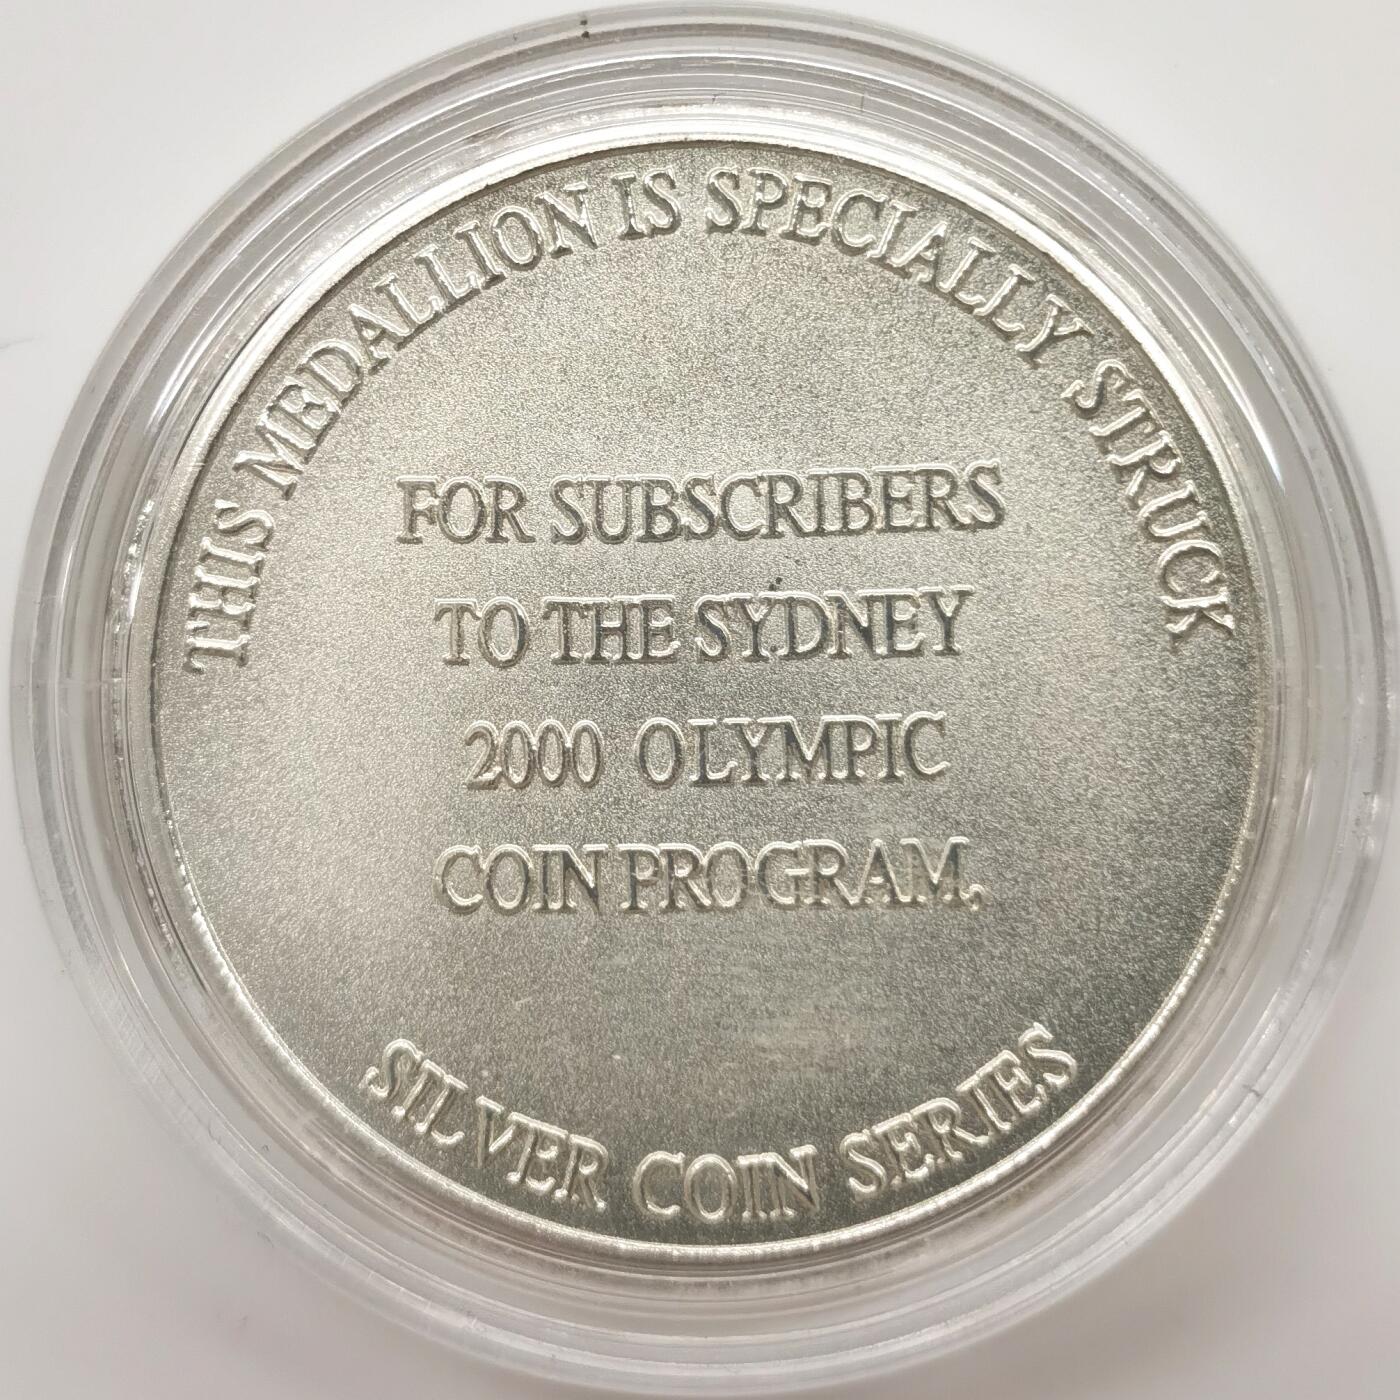 THIS MEDALLION IS SPECIALLY STRUCK
FOR SUBSCRIBERS
TO THE SYDNEY
2000 OLYMPIC
COIN PROGRAM,
SILVER COIN SERIES